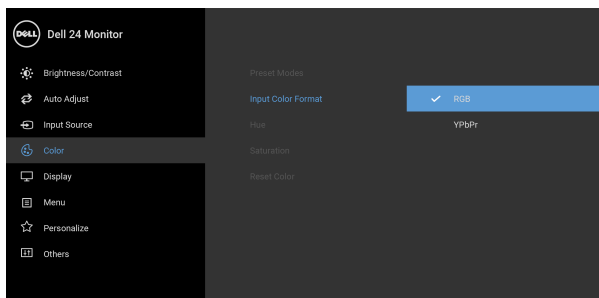 DELL Dell 24 Monitor
Brightness/Contrast
Auto Adjust
Input Source
Color
Display
Menu
Personalize
Others
Preset Modes
Input Color Format
Hue
Saturation
Reset Color
RGB
YPbPr